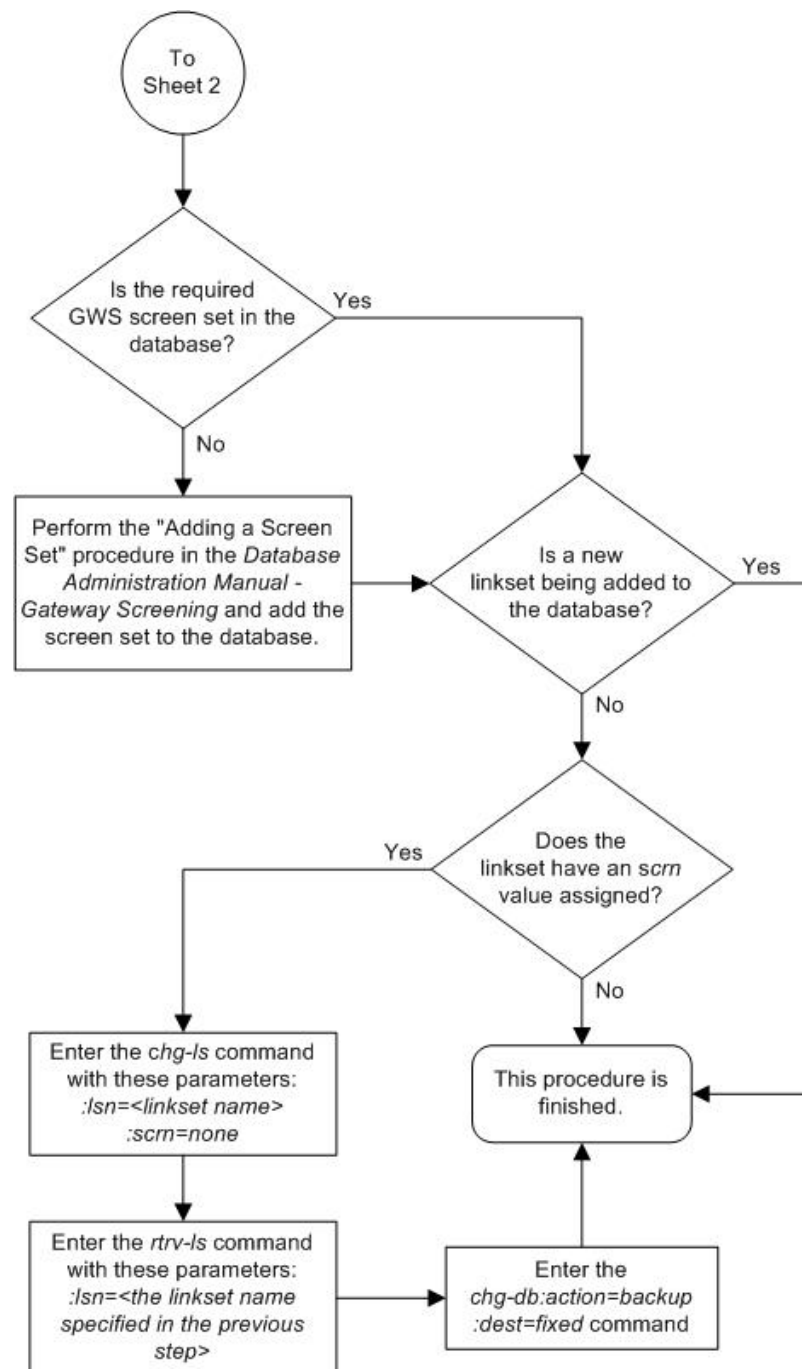 To
Sheet 2
Is the required
GWS screen set in the
database?
Yes
No
Perform the "Adding a Screen
Set" procedure in the Database
Administration Manual -
Gateway Screening and add the
screen set to the database.
Is a new
linkset being added to
the database?
Yes
No
Does the
linkset have an scrn
value assigned?
Yes
No
Enter the chg-ls command
with these parameters:
:lsn=<linkset name>
:scrn=none
This procedure is
finished.
Enter the rtrv-ls command
with these parameters:
:lsn=<the linkset name
specified in the previous
step>
Enter the
chg-db:action=backup
:dest=fixed command